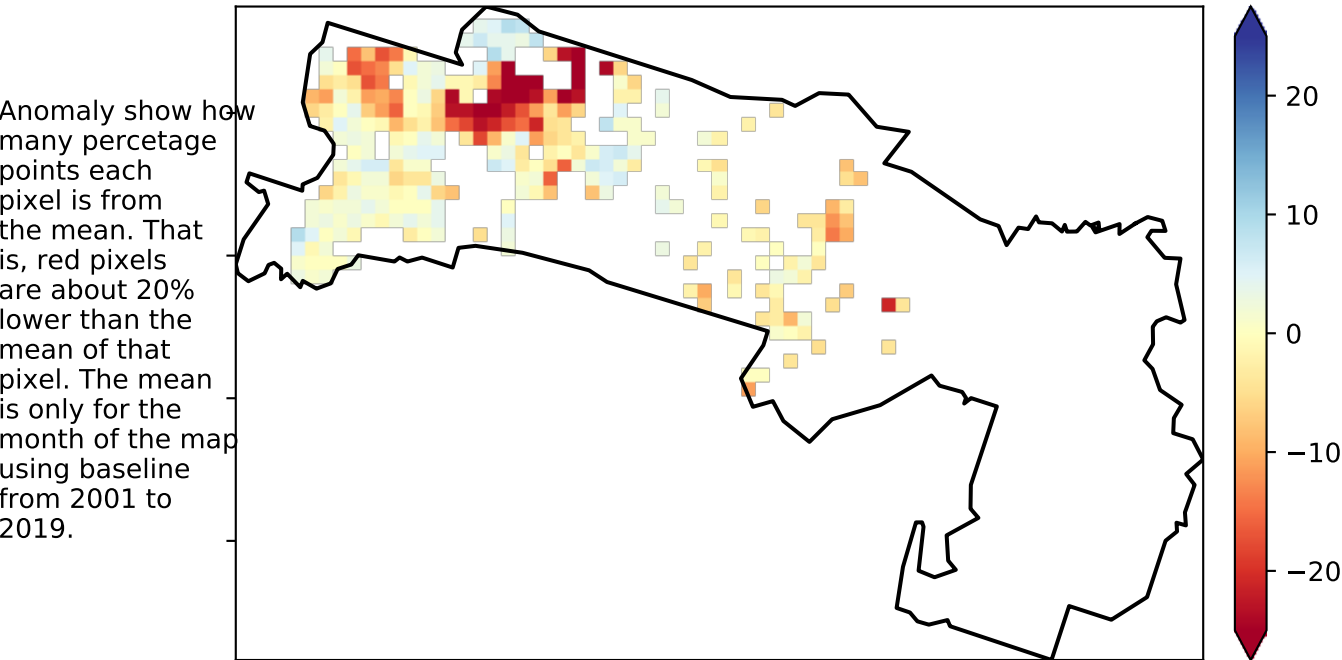 Anomaly show how
many percetage
points each
pixel is from
the mean. That
is, red pixels
are about 20%
lower than the
mean of that
pixel. The mean
is only for the
month of the map
using baseline
from 2001 to
2019.
20
10
0
−10
−20